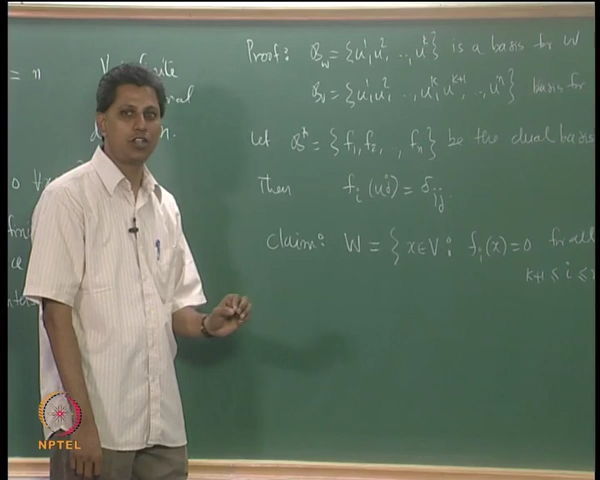 = n V finite
Proof: ℬ_W = {u¹, u², .., u^k} is a basis for W
ℬ_V = {u¹, u², .., u^k, u^{k+1}, .., u^n} basis for
Let ℬ* = {f₁, f₂, . , f_n} be the dual basis
Then f_i(u^j) = δ_ij.
Claim: W = { x ∈ V : f_i(x) = 0 for all
k+1 ≤ i ≤
NPTEL